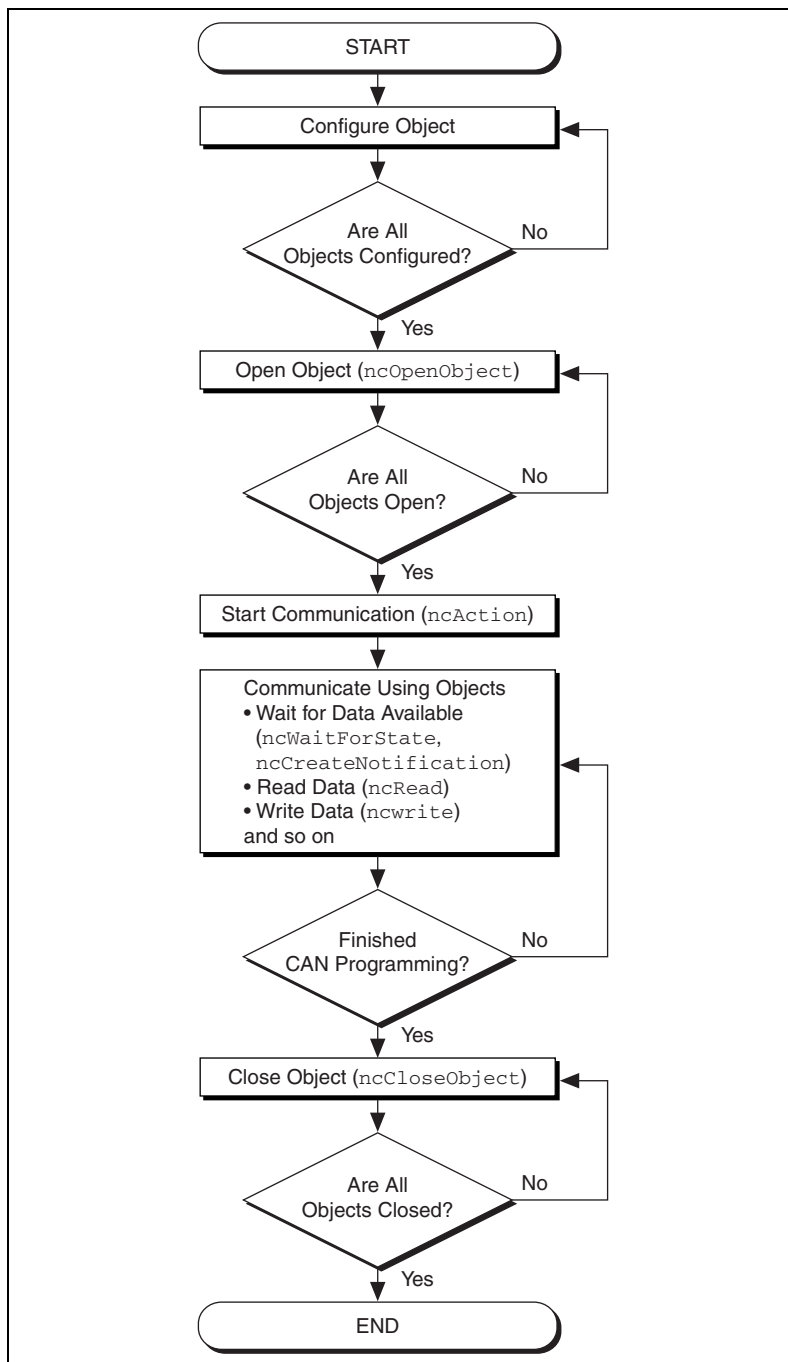 START
Configure Object
Are All
Objects Configured?
No
Yes
Open Object (ncOpenObject)
Are All
Objects Open?
No
Yes
Start Communication (ncAction)
Communicate Using Objects
• Wait for Data Available
(ncWaitForState,
ncCreateNotification)
• Read Data (ncRead)
• Write Data (ncwrite)
and so on
Finished
CAN Programming?
No
Yes
Close Object (ncCloseObject)
Are All
Objects Closed?
No
Yes
END